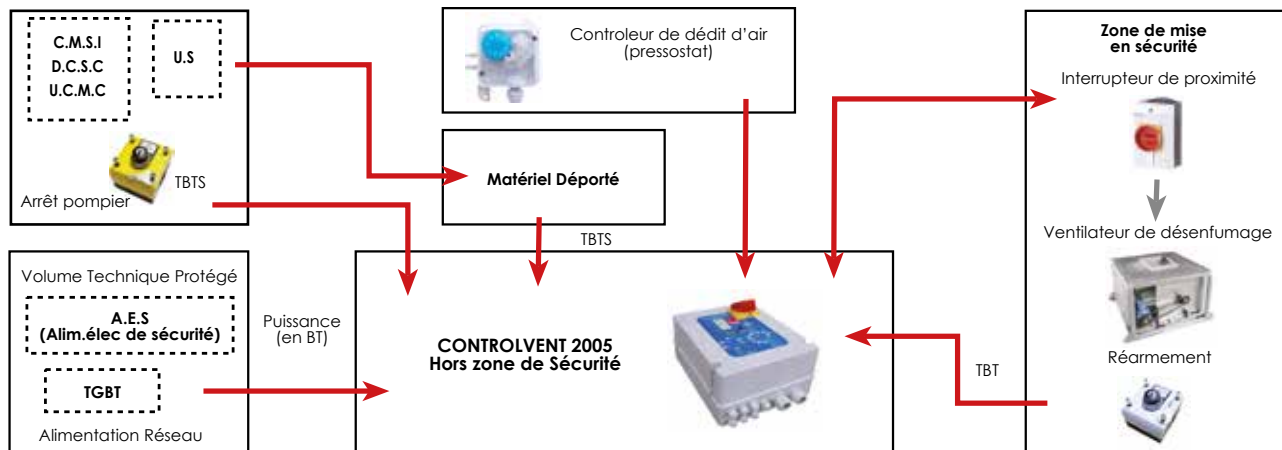 C.M.S.I
D.C.S.C
U.C.M.C
U.S
TBTS
Arrêt pompier
Controleur de dédit d'air
(pressostat)
Matériel Déporté
TBTS
Zone de mise
en sécurité
Interrupteur de proximité
Ventilateur de désenfumage
Réarmement
Volume Technique Protégé
A.E.S
(Alim.élec de sécurité)
TGBT
Alimentation Réseau
Puissance
(en BT)
CONTROLVENT 2005
Hors zone de Sécurité
TBT